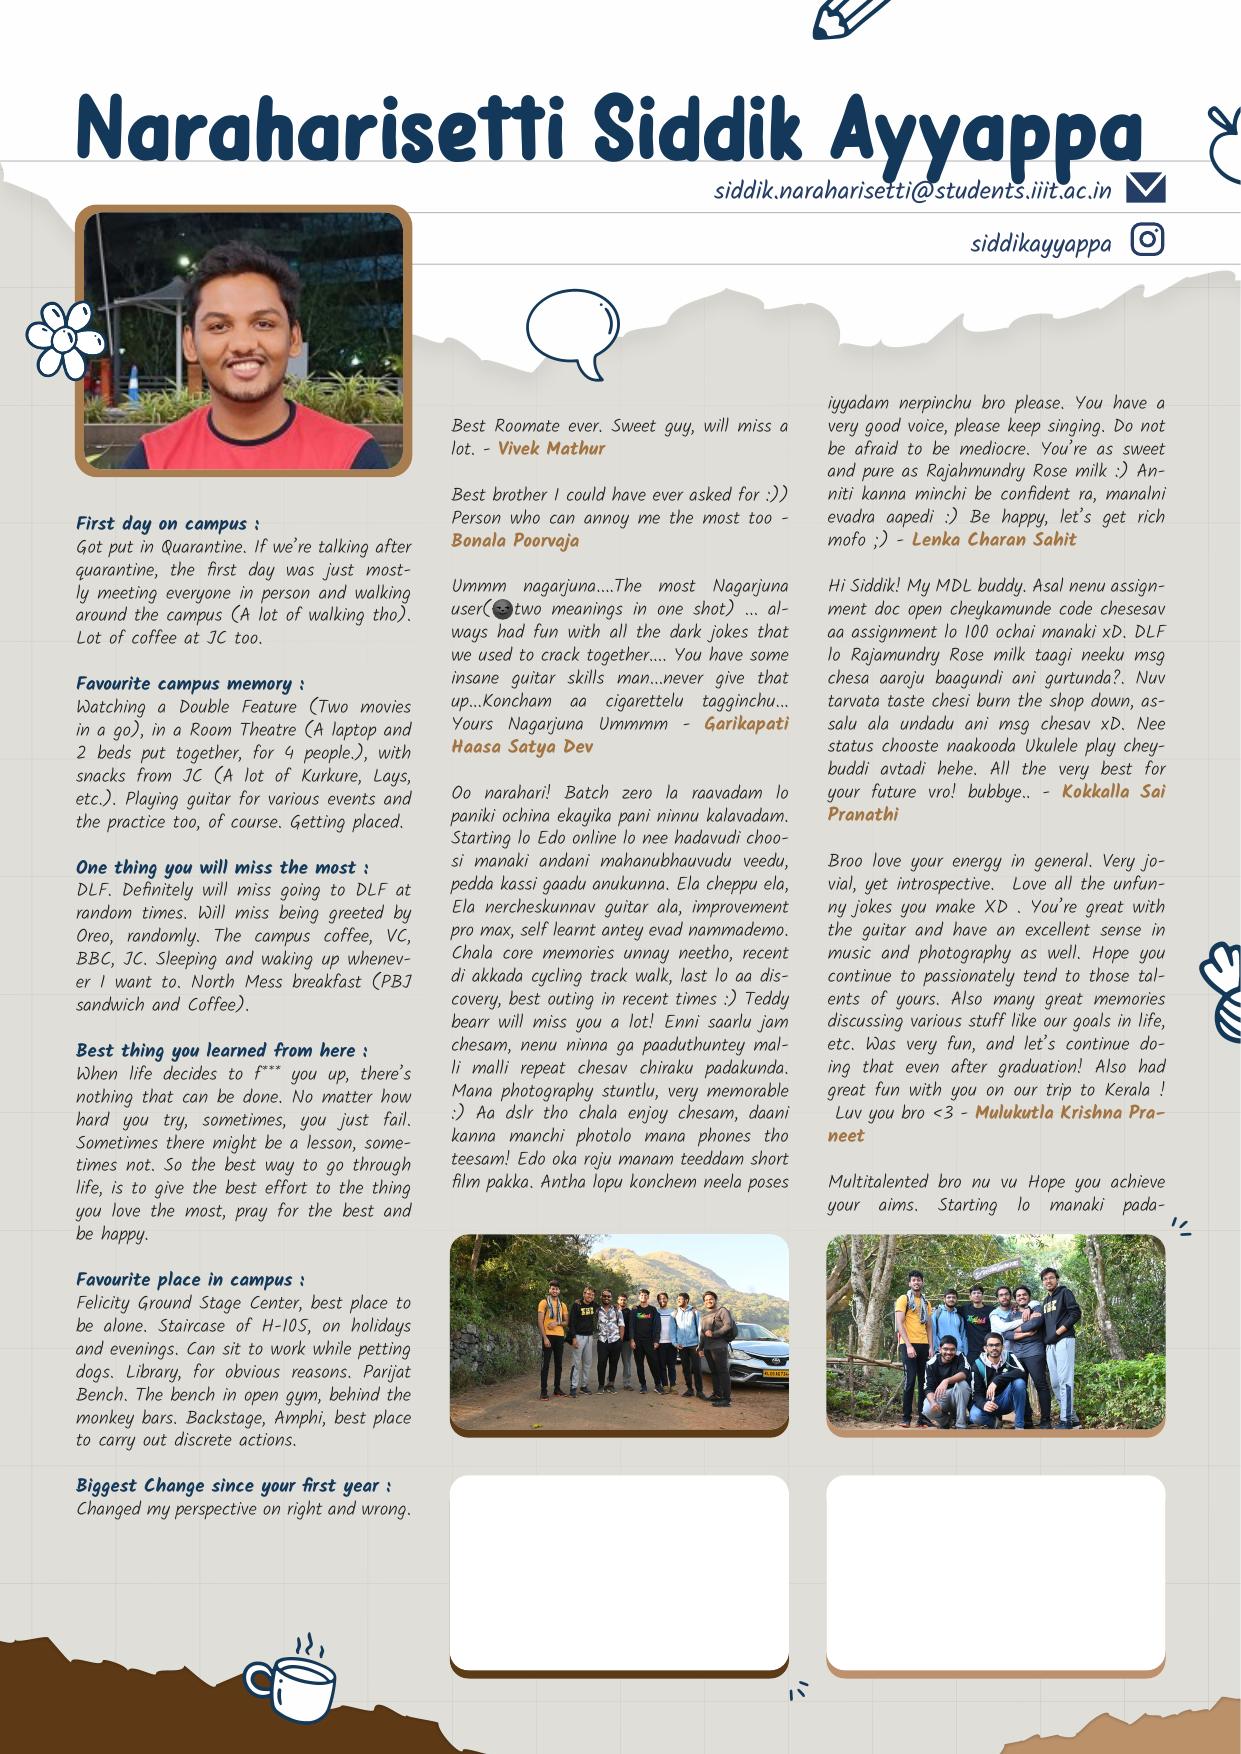 Naraharisetti Siddik Ayyappa
siddik.naraharisetti@students.iiit.ac.in
siddikayyappa
First day on campus :
Got put in Quarantine. If we're talking after
quarantine, the first day was just most-
ly meeting everyone in person and walking
around the campus (A lot of walking tho).
Lot of coffee at JC too.
Favourite campus memory :
Watching a Double Feature (Two movies
in a go), in a Room Theatre (A laptop and
2 beds put together, for 4 people.), with
snacks from JC (A lot of Kurkure, Lays,
etc.). Playing guitar for various events and
the practice too, of course. Getting placed.
One thing you will miss the most :
DLF. Definitely will miss going to DLF at
random times. Will miss being greeted by
Oreo, randomly. The campus coffee, VC,
BBC, JC. Sleeping and waking up whenev-
er I want to. North Mess breakfast (PBJ
sandwich and Coffee).
Best thing you learned from here :
When life decides to f*** you up, there's
nothing that can be done. No matter how
hard you try, sometimes, you just fail.
Sometimes there might be a lesson, some-
times not. So the best way to go through
life, is to give the best effort to the thing
you love the most, pray for the best and
be happy.
Favourite place in campus :
Felicity Ground Stage Center, best place to
be alone. Staircase of H-105, on holidays
and evenings. Can sit to work while petting
dogs. Library, for obvious reasons. Parijat
Bench. The bench in open gym, behind the
monkey bars. Backstage, Amphi, best place
to carry out discrete actions.
Biggest Change since your first year :
Changed my perspective on right and wrong.
Best Roomate ever. Sweet guy, will miss a
lot. - Vivek Mathur
Best brother I could have ever asked for :))
Person who can annoy me the most too -
Bonala Poorvaja
Ummm nagarjuna....The most Nagarjuna
user(🌚two meanings in one shot) ... al-
ways had fun with all the dark jokes that
we used to crack together.... You have some
insane guitar skills man...never give that
up...Koncham aa cigarettelu tagginchu...
Yours Nagarjuna Ummmm - Garikapati
Haasa Satya Dev
Oo narahari! Batch zero la raavadam lo
paniki ochina ekayika pani ninnu kalavadam.
Starting lo Edo online lo nee hadavudi choo-
si manaki andani mahanubhauvudu veedu,
pedda kassi gaadu anukunna. Ela cheppu ela,
Ela nercheskunnav guitar ala, improvement
pro max, self learnt antey evad nammademo.
Chala core memories unnay neetho, recent
di akkada cycling track walk, last lo aa dis-
covery, best outing in recent times :) Teddy
bearr will miss you a lot! Enni saarlu jam
chesam, nenu ninna ga paaduthuntey mal-
li malli repeat chesav chiraku padakunda.
Mana photography stuntlu, very memorable
:) Aa dslr tho chala enjoy chesam, daani
kanna manchi photolo mana phones tho
teesam! Edo oka roju manam teeddam short
film pakka. Antha lopu konchem neela poses
iyyadam nerpinchu bro please. You have a
very good voice, please keep singing. Do not
be afraid to be mediocre. You're as sweet
and pure as Rajahmundry Rose milk :) An-
niti kanna minchi be confident ra, manalni
evadra aapedi :) Be happy, let's get rich
mofo ;) - Lenka Charan Sahit
Hi Siddik! My MDL buddy. Asal nenu assign-
ment doc open cheykamunde code chesesav
aa assignment lo 100 ochai manaki xD. DLF
lo Rajamundry Rose milk taagi neeku msg
chesa aaroju baagundi ani gurtunda?. Nuv
tarvata taste chesi burn the shop down, as-
salu ala undadu ani msg chesav xD. Nee
status chooste naakooda Ukulele play chey-
buddi avtadi hehe. All the very best for
your future vro! bubbye.. - Kokkalla Sai
Pranathi
Broo love your energy in general. Very jo-
vial, yet introspective. Love all the unfun-
ny jokes you make XD . You're great with
the guitar and have an excellent sense in
music and photography as well. Hope you
continue to passionately tend to those tal-
ents of yours. Also many great memories
discussing various stuff like our goals in life,
etc. Was very fun, and let's continue do-
ing that even after graduation! Also had
great fun with you on our trip to Kerala !
Luv you bro <3 - Mulukutla Krishna Pra-
neet
Multitalented bro nu vu Hope you achieve
your aims. Starting lo manaki pada-